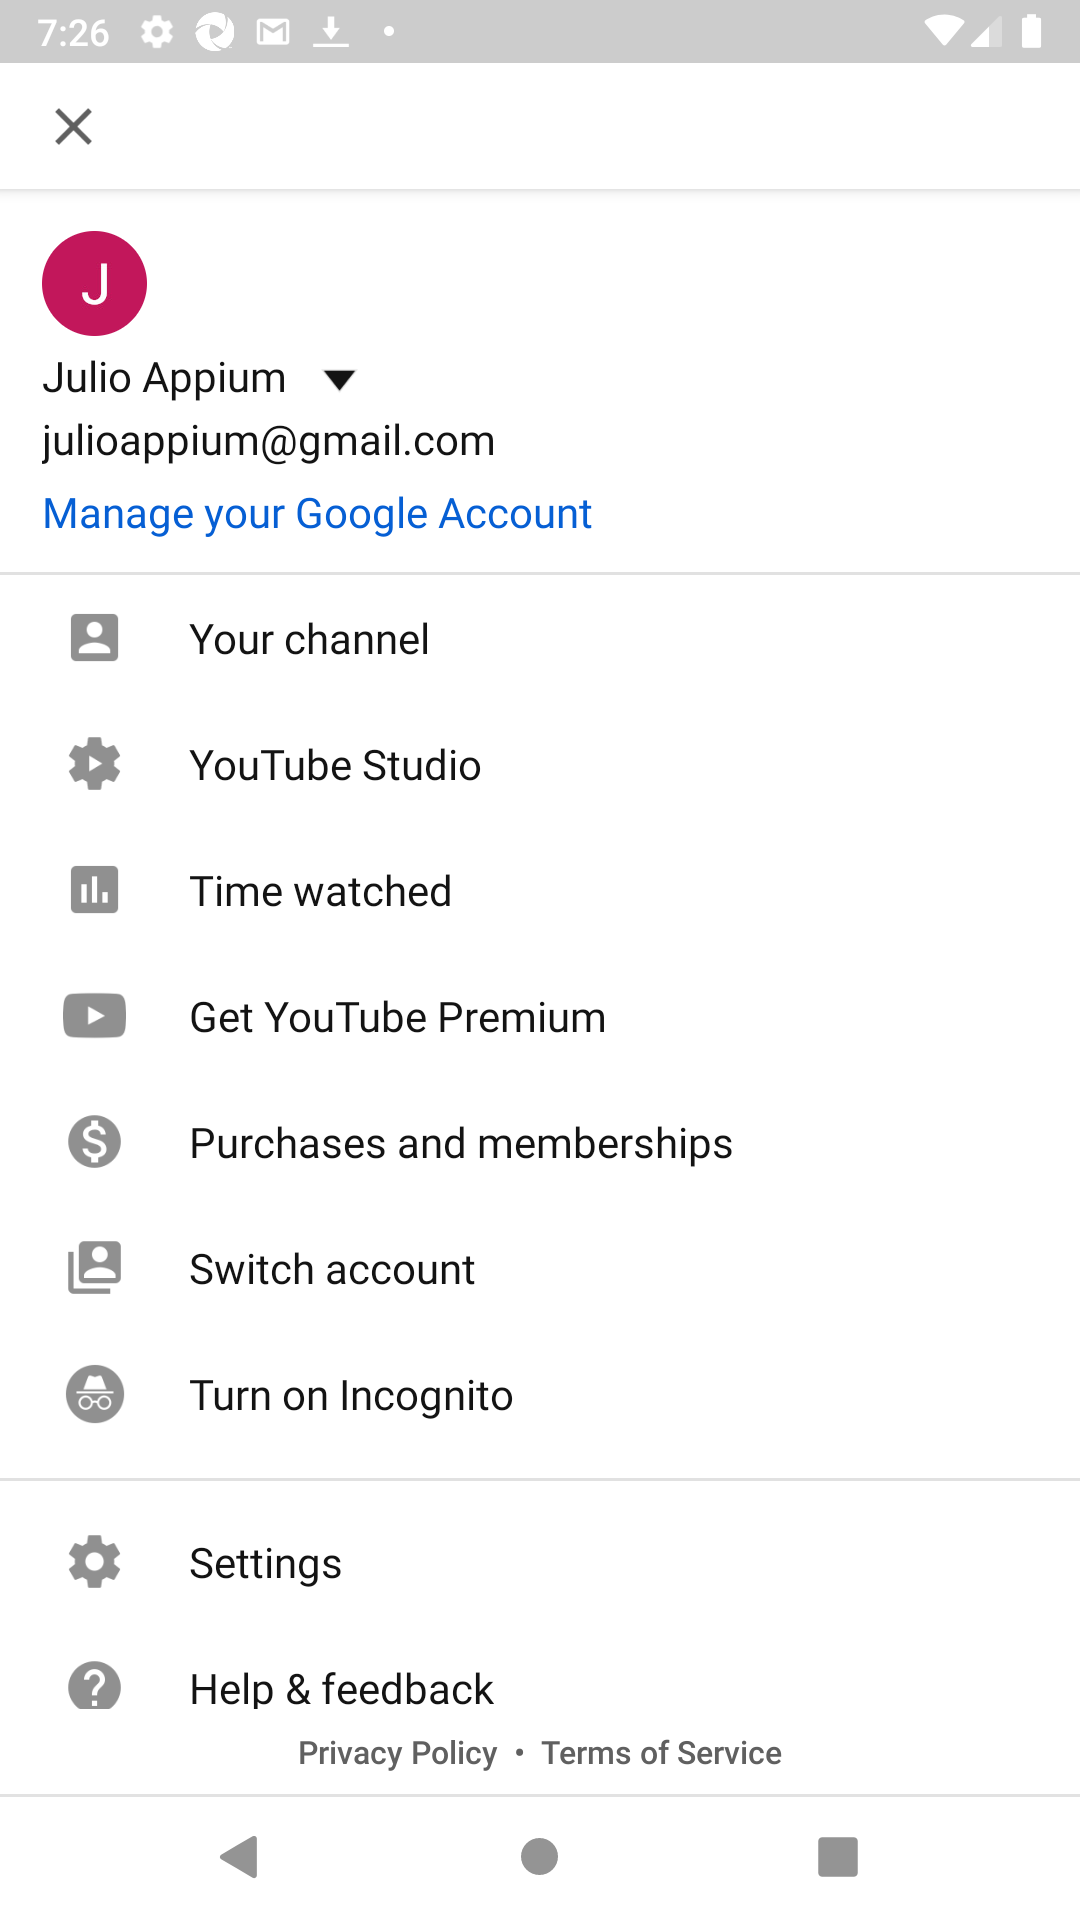 7:26
J
Julio Appium
julioappium@gmail.com
Manage your Google Account
Your channel
YouTube Studio
Time watched
Get YouTube Premium
Purchases and memberships
Switch account
Turn on Incognito
Settings
Help & feedback
Privacy Policy • Terms of Service